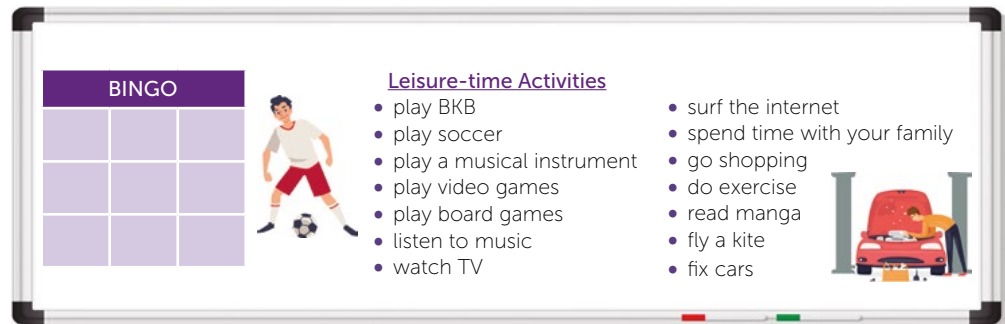 BINGO
Leisure-time Activities
• play BKB
• play soccer
• play a musical instrument
• play video games
• play board games
• listen to music
• watch TV
• surf the internet
• spend time with your family
• go shopping
• do exercise
• read manga
• fly a kite
• fix cars